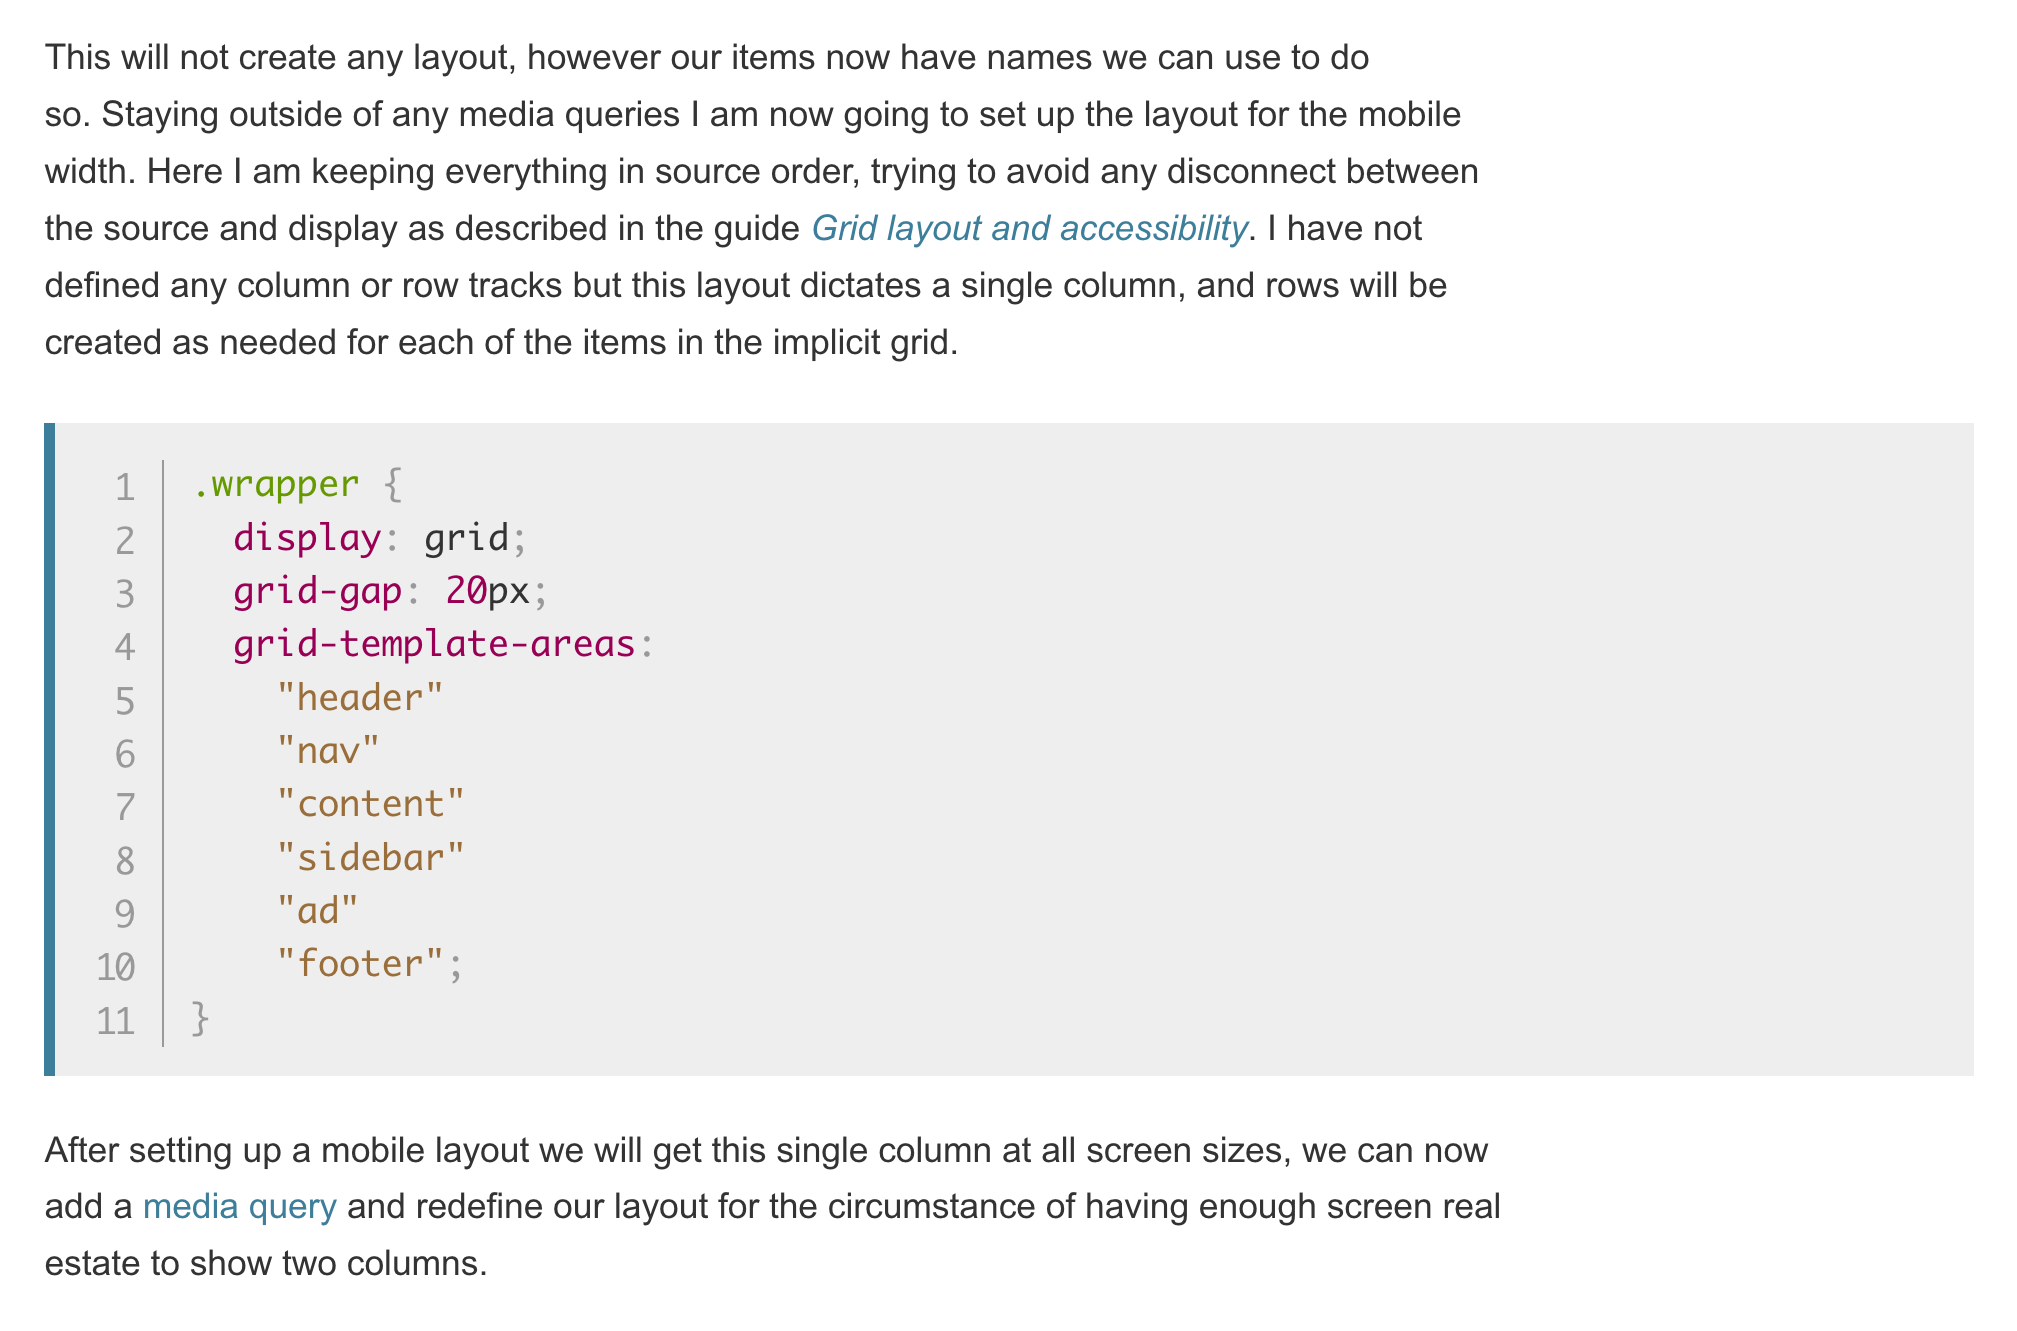 This will not create any layout, however our items now have names we can use to do
so. Staying outside of any media queries I am now going to set up the layout for the mobile
width. Here I am keeping everything in source order, trying to avoid any disconnect between
the source and display as described in the guide Grid layout and accessibility. I have not
defined any column or row tracks but this layout dictates a single column, and rows will be
created as needed for each of the items in the implicit grid.
1 .wrapper {
2   display: grid;
3   grid-gap: 20px;
4   grid-template-areas:
5     "header"
6     "nav"
7     "content"
8     "sidebar"
9     "ad"
10     "footer";
11 }
After setting up a mobile layout we will get this single column at all screen sizes, we can now
add a media query and redefine our layout for the circumstance of having enough screen real
estate to show two columns.